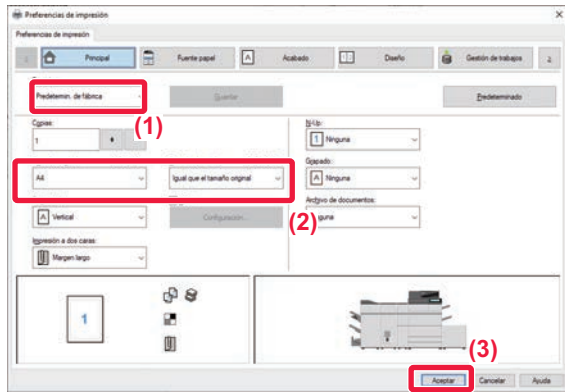 Preferencias de impresión
Preferencias de impresión
Principal
Fuente papel
Acabado
Diseño
Gestión de trabajos
Predetermin. de fábrica
Guardar
Predeterminado
(1)
Copias:
1
N-Up:
1 Ninguna
Grapado:
A4
Igual que el tamaño original
A Ninguna
(2)
Archivo de documentos:
A Vertical
Configuración...
Impresión a dos caras:
Margen largo
1
(3)
Aceptar
Cancelar
Ayuda